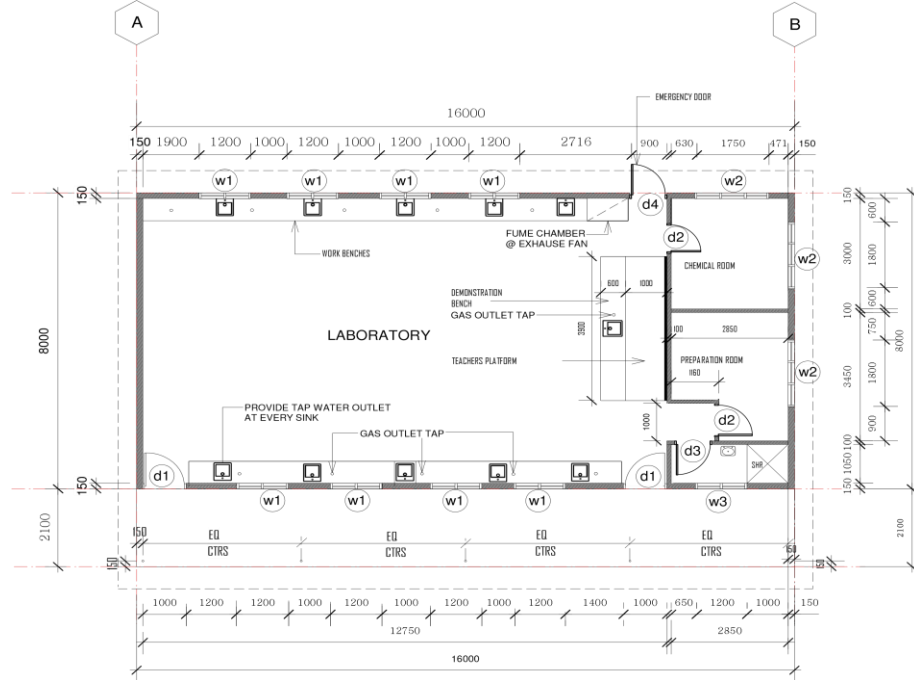 A
B
EMERGENCY DOOR
16000
150 1900 1200 1000 1200 1000 1200 1000 1200 2716 900 630 1750 471 150
w1 w1 w1 w1 w2
d4
FUME CHAMBER
@ EXHAUSE FAN
WORK BENCHES
d2
CHEMICAL ROOM
w2
600 1000
DEMONSTRATION
BENCH
GAS OUTLET TAP
3900
LABORATORY
TEACHERS PLATFORM
100 2850
PREPARATION ROOM
1160
w2
PROVIDE TAP WATER OUTLET
AT EVERY SINK
GAS OUTLET TAP
1000
d2
d3
SHR
d1 d1
w1 w1 w1 w1 w3
150
8000
150
2100
150
150
600
3000 1800
600
100
750
8000
3450 1800
900
100
1050
150
2100
150
150 EQ EQ EQ EQ
CTRS CTRS CTRS CTRS 150
1000 1200 1200 1000 1200 1000 1200 1000 1200 1400 1000 650 1200 1000 150
12750 2850
16000